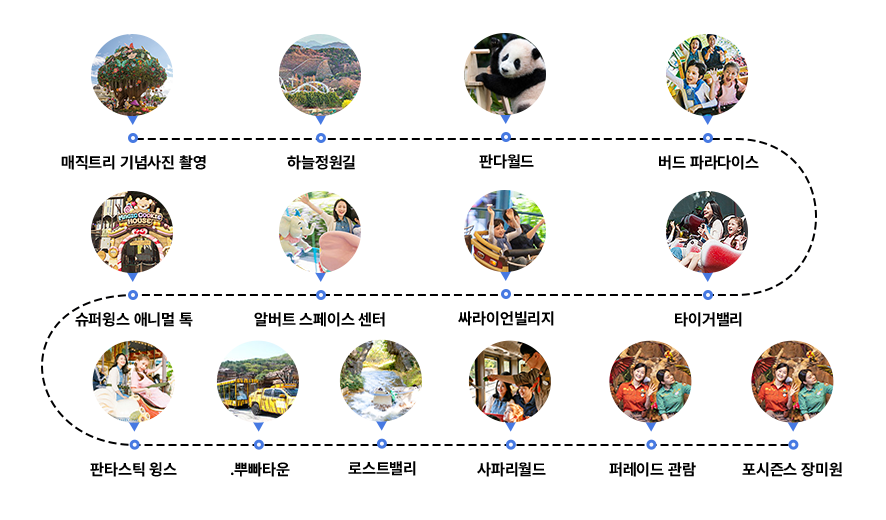 매직트리 기념사진 촬영
하늘정원길
판다월드
버드 파라다이스
MAGIC COOKIE HOUSE
슈퍼윙스 애니멀 톡
알버트 스페이스 센터
싸라이언빌리지
타이거밸리
판타스틱 윙스
.뿌빠타운
로스트밸리
사파리월드
퍼레이드 관람
포시즌스 장미원